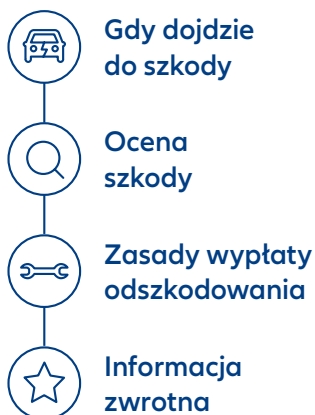 Gdy dojdzie
do szkody
Ocena
szkody
Zasady wypłaty
odszkodowania
Informacja
zwrotna